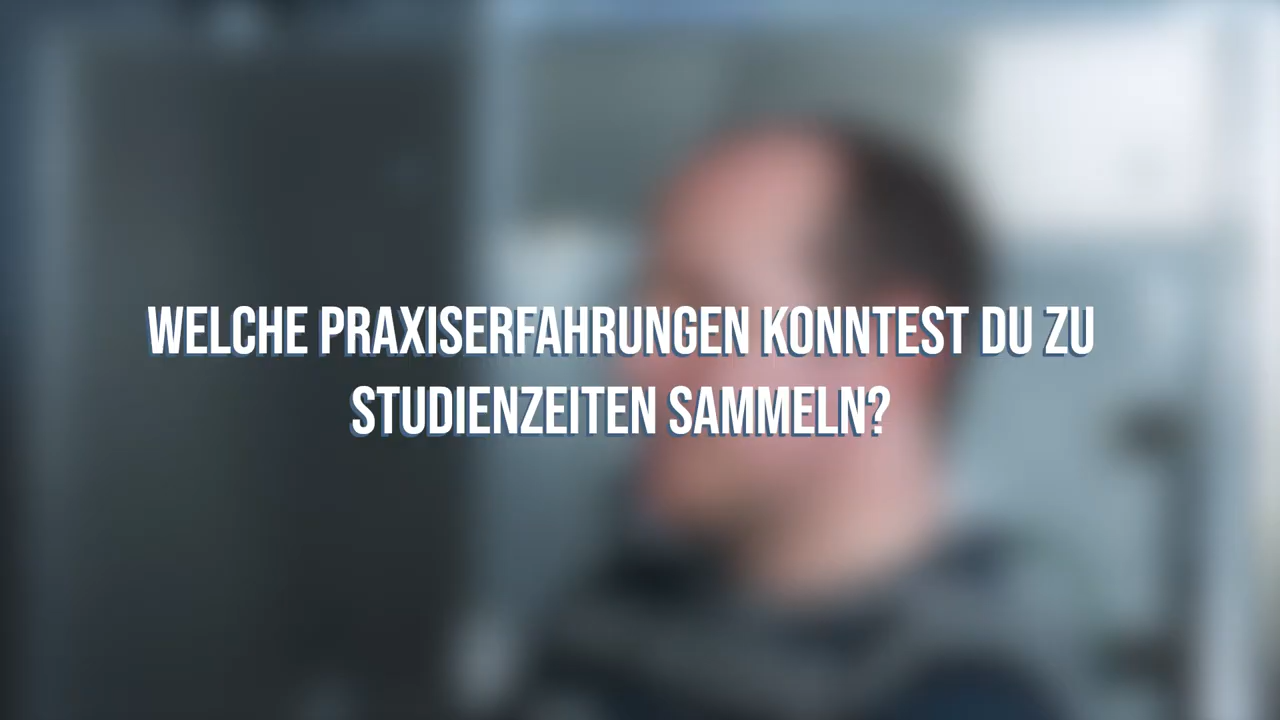 WELCHE PRAXISERFAHRUNGEN KONNTEST DU ZU
STUDIENZEITEN SAMMELN?